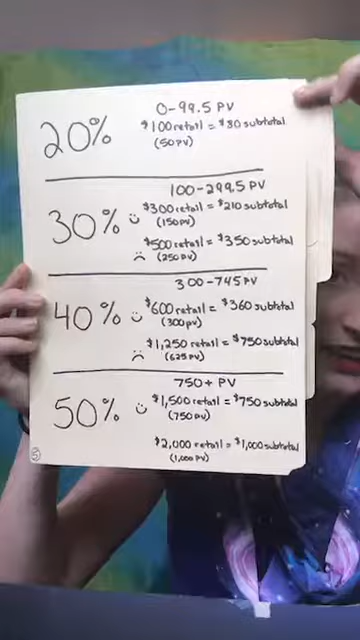 20%
0-99.5 PV
$100 retail = $80 subtotal
(50 PV)
30%
100-299.5 PV
$300 retail = $210 subtotal
(150 PV)
$500 retail = $350 subtotal
(250 PV)
40%
300-745 PV
$600 retail = $360 subtotal
(300 PV)
$1,250 retail = $750 subtotal
(625 PV)
50%
750+ PV
$1,500 retail = $750 subtotal
(750 PV)
$2,000 retail = $1,000 subtotal
(1,000 PV)
5